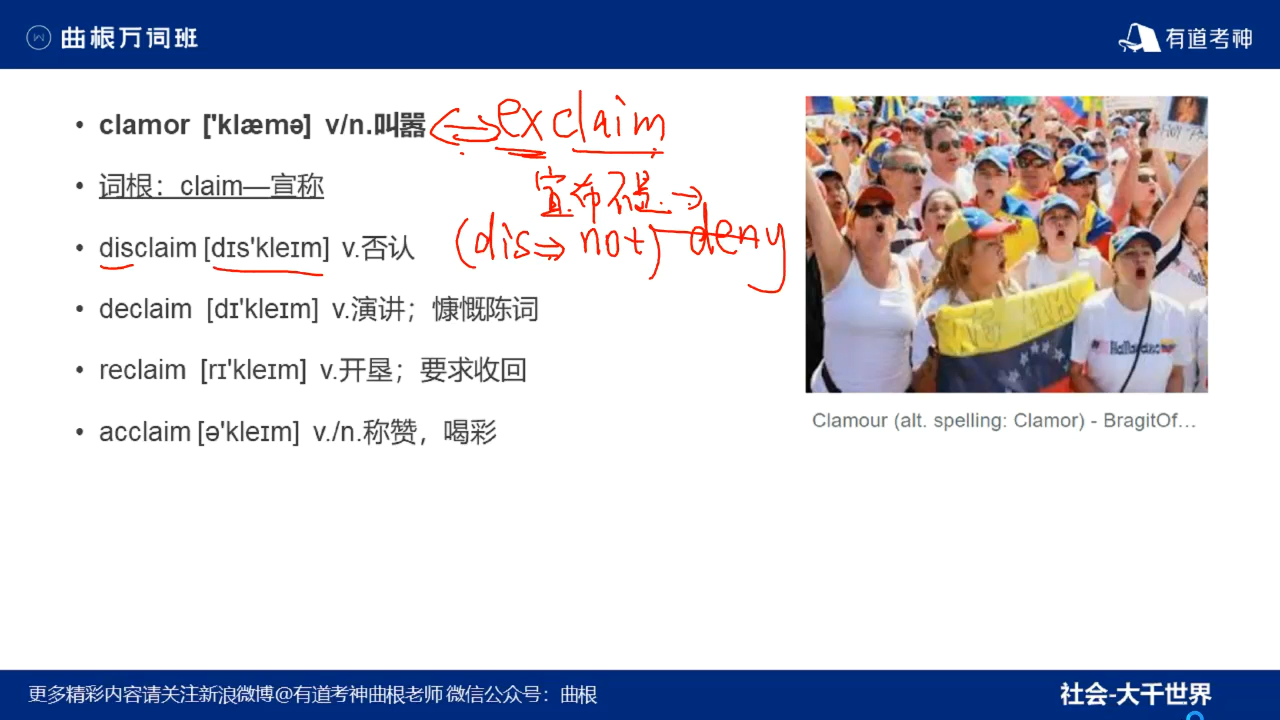 曲根万词班
有道考神
clamor ['klæmə] v/n.叫嚣
exclaim
词根：claim—宣称
宣布不是
disclaim [dɪs'kleɪm] v.否认
(dis⇒ not) deny
declaim [dɪ'kleɪm] v.演讲；慷慨陈词
reclaim [rɪ'kleɪm] v.开垦；要求收回
acclaim [ə'kleɪm] v./n.称赞，喝彩
Clamour (alt. spelling: Clamor) - BragitOf...
更多精彩内容请关注新浪微博@有道考神曲根老师 微信公众号：曲根
社会-大千世界